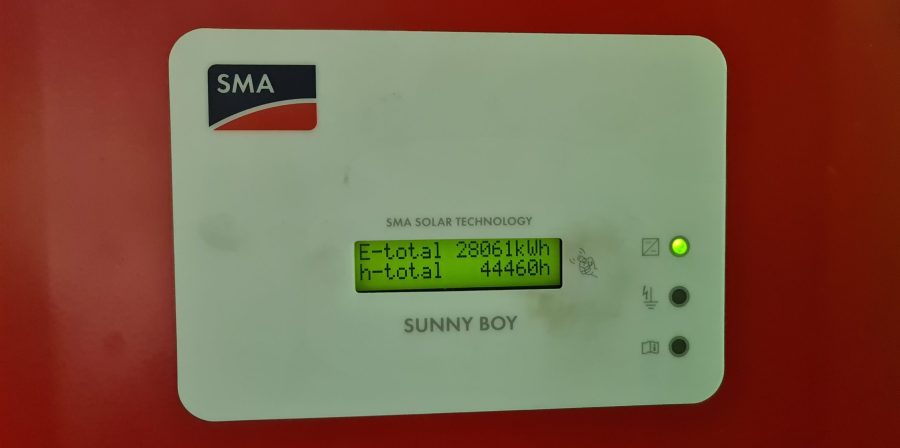 SMA
SMA SOLAR TECHNOLOGY
E-total 28061kWh
h-total 44460h
SUNNY BOY